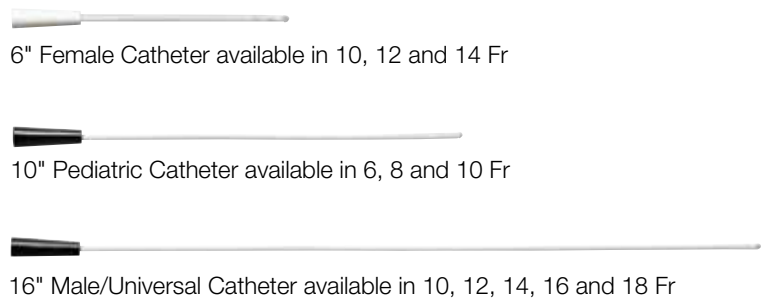 6" Female Catheter available in 10, 12 and 14 Fr
10" Pediatric Catheter available in 6, 8 and 10 Fr
16" Male/Universal Catheter available in 10, 12, 14, 16 and 18 Fr